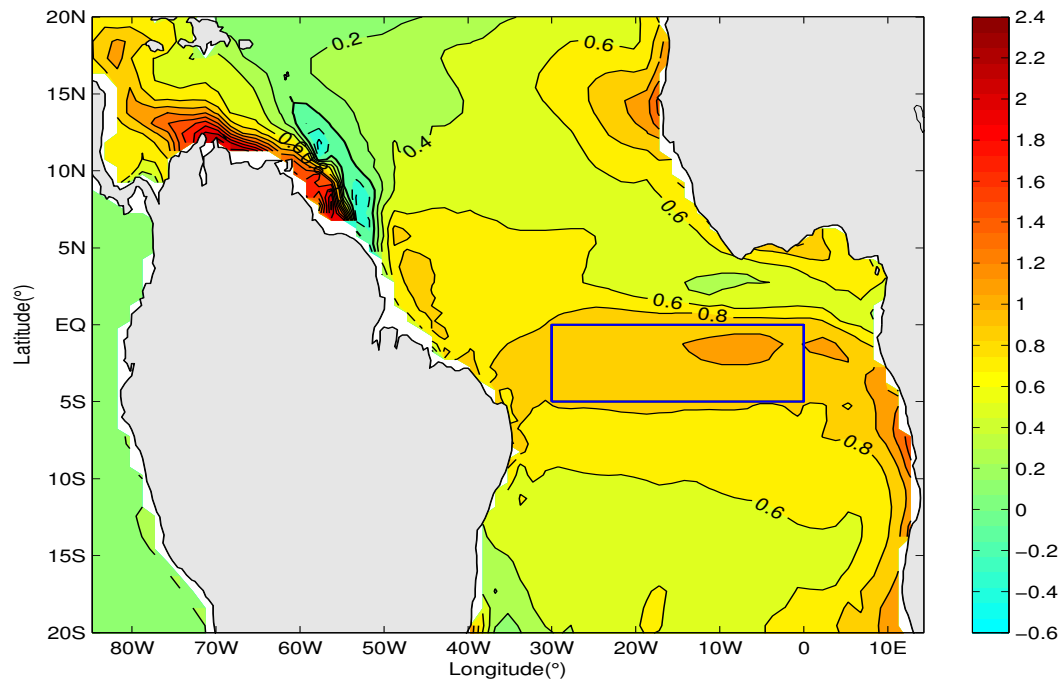 20N
15N
10N
5N
EQ
5S
10S
15S
20S
Latitude(°)
80W
70W
60W
50W
40W
30W
20W
10W
0
10E
Longitude(°)
0.2
0.6
0.4
0.6
0.6
0.6
0.8
0.8
0.6
2.4
2.2
2
1.8
1.6
1.4
1.2
1
0.8
0.6
0.4
0.2
0
−0.2
−0.4
−0.6